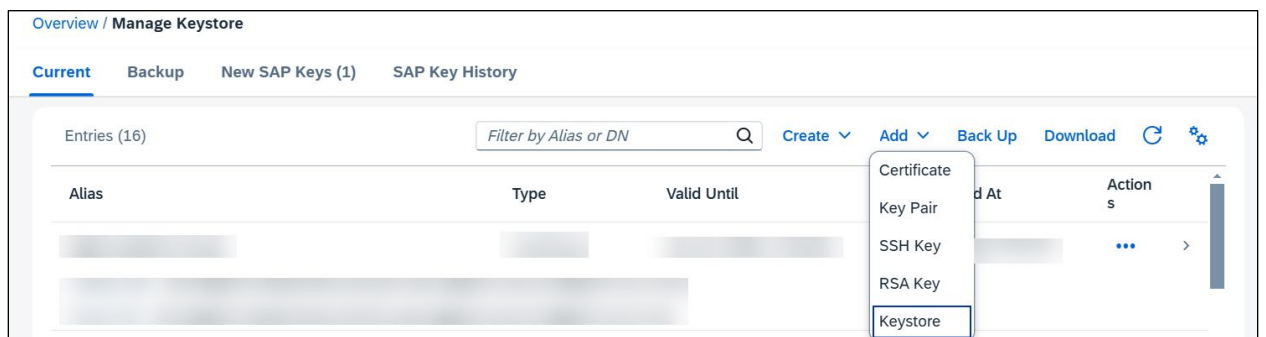 Overview / Manage Keystore
Current Backup New SAP Keys (1) SAP Key History
Entries (16) Filter by Alias or DN Create Add Back Up Download
Certificate
Alias Type Valid Until d At Action
s
Key Pair
SSH Key
RSA Key
Keystore